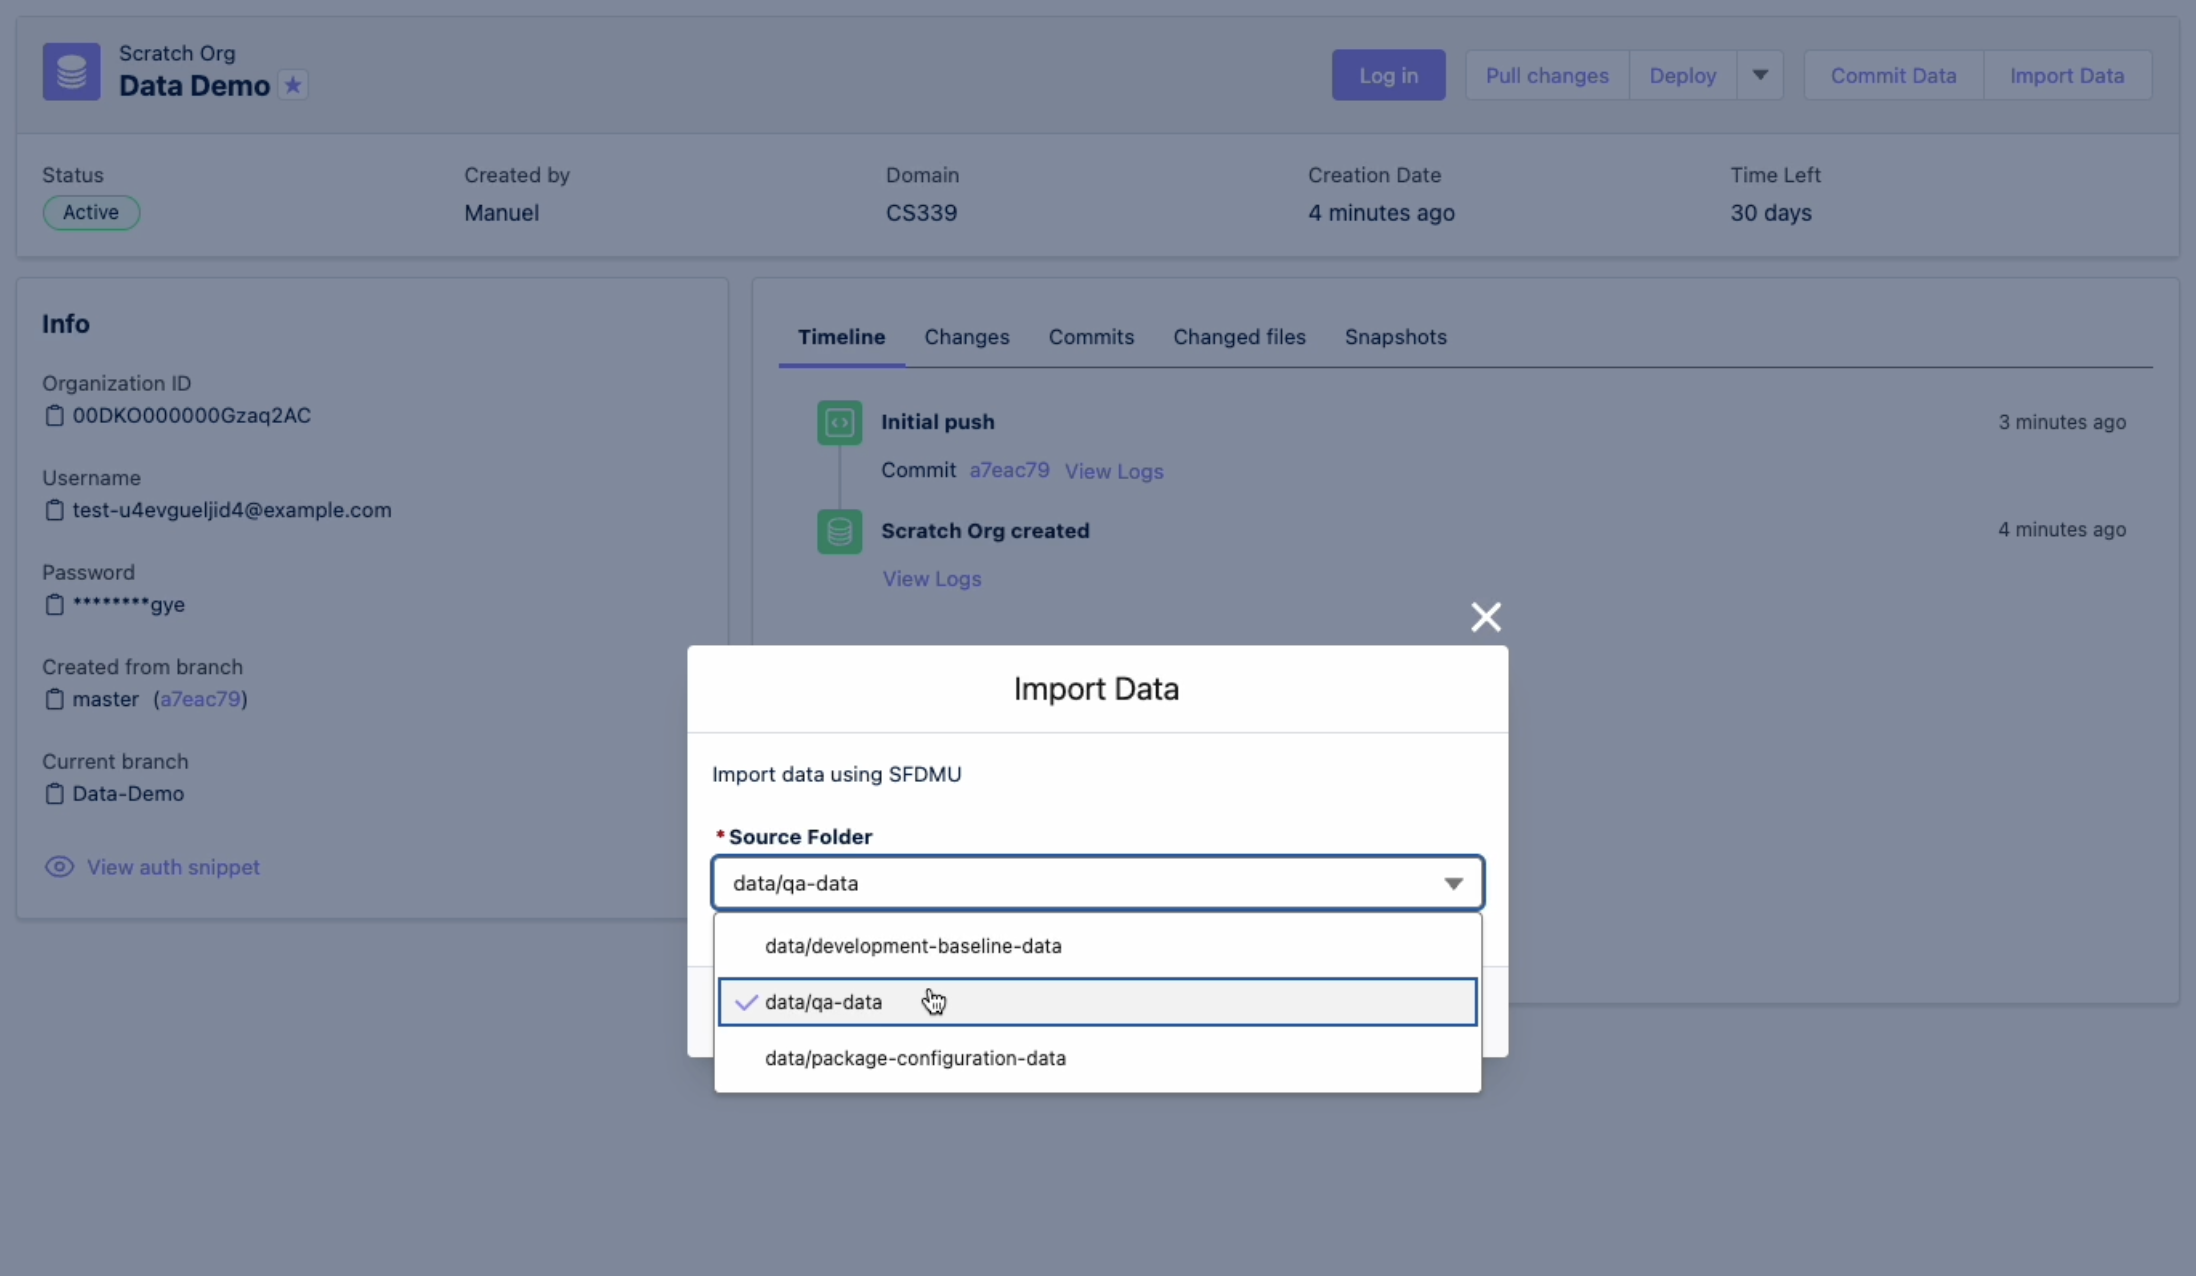 Scratch Org
Data Demo
Log in
Pull changes
Deploy
Commit Data
Import Data
Status
Created by
Domain
Creation Date
Time Left
Active
Manuel
CS339
4 minutes ago
30 days
Info
Organization ID
00DKO000000Gzaq2AC
Username
test-u4evgueljid4@example.com
Password
********gye
Created from branch
master (a7eac79)
Current branch
Data-Demo
View auth snippet
Timeline
Changes
Commits
Changed files
Snapshots
Initial push
3 minutes ago
Commit a7eac79 View Logs
Scratch Org created
4 minutes ago
View Logs
Import Data
Import data using SFDMU
* Source Folder
data/qa-data
data/development-baseline-data
data/qa-data
data/package-configuration-data